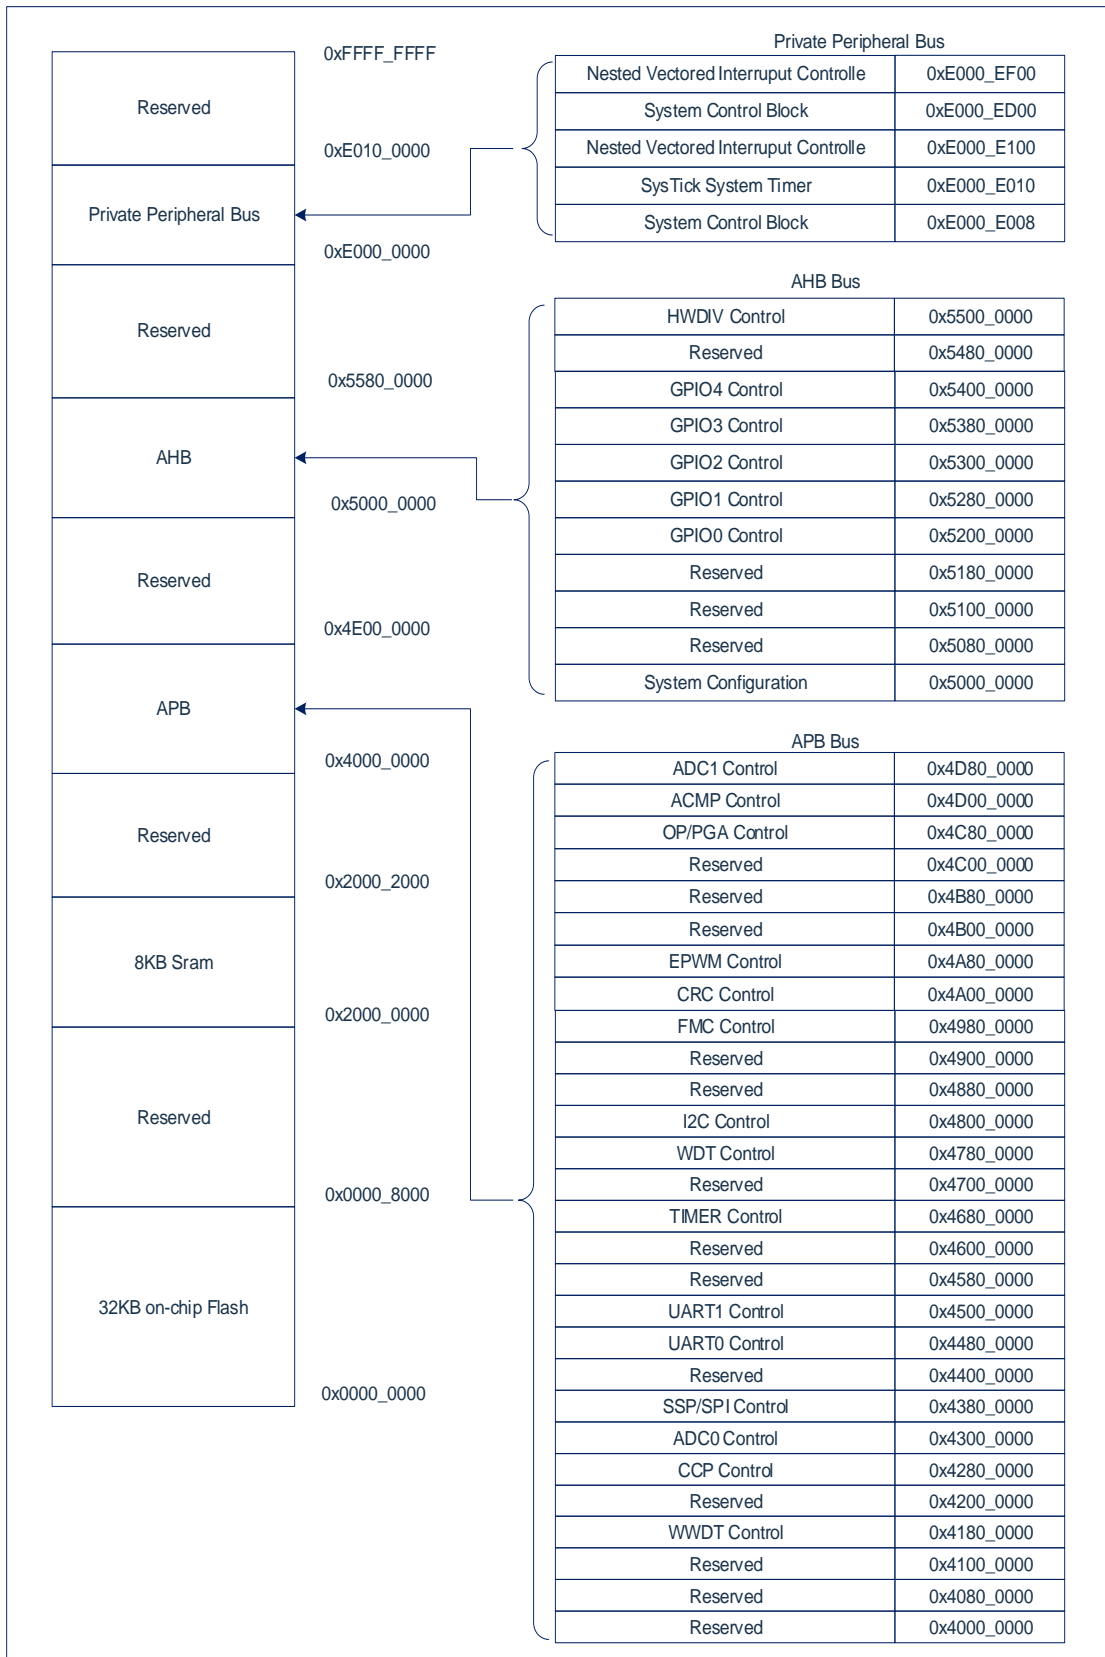 0xFFFF_FFFF
Reserved
0xE010_0000
Private Peripheral Bus
0xE000_0000
Reserved
0x5580_0000
AHB
0x5000_0000
Reserved
0x4E00_0000
APB
0x4000_0000
Reserved
0x2000_2000
8KB Sram
0x2000_0000
Reserved
0x0000_8000
32KB on-chip Flash
0x0000_0000
Private Peripheral Bus
Nested Vectored Interruput Controlle 0xE000_EF00
System Control Block 0xE000_ED00
Nested Vectored Interruput Controlle 0xE000_E100
SysTick System Timer 0xE000_E010
System Control Block 0xE000_E008
AHB Bus
HWDIV Control 0x5500_0000
Reserved 0x5480_0000
GPIO4 Control 0x5400_0000
GPIO3 Control 0x5380_0000
GPIO2 Control 0x5300_0000
GPIO1 Control 0x5280_0000
GPIO0 Control 0x5200_0000
Reserved 0x5180_0000
Reserved 0x5100_0000
Reserved 0x5080_0000
System Configuration 0x5000_0000
APB Bus
ADC1 Control 0x4D80_0000
ACMP Control 0x4D00_0000
OP/PGA Control 0x4C80_0000
Reserved 0x4C00_0000
Reserved 0x4B80_0000
Reserved 0x4B00_0000
EPWM Control 0x4A80_0000
CRC Control 0x4A00_0000
FMC Control 0x4980_0000
Reserved 0x4900_0000
Reserved 0x4880_0000
I2C Control 0x4800_0000
WDT Control 0x4780_0000
Reserved 0x4700_0000
TIMER Control 0x4680_0000
Reserved 0x4600_0000
Reserved 0x4580_0000
UART1 Control 0x4500_0000
UART0 Control 0x4480_0000
Reserved 0x4400_0000
SSP/SPI Control 0x4380_0000
ADC0 Control 0x4300_0000
CCP Control 0x4280_0000
Reserved 0x4200_0000
WWDT Control 0x4180_0000
Reserved 0x4100_0000
Reserved 0x4080_0000
Reserved 0x4000_0000